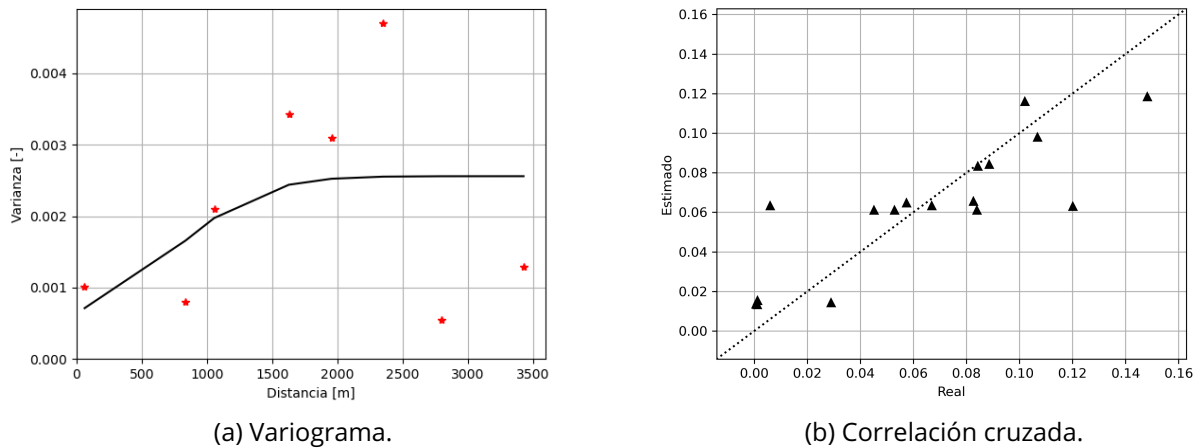 0.004
0.003
0.002
0.001
0.000
Varianza [-]
0 500 1000 1500 2000 2500 3000 3500
Distancia [m]
(a) Variograma.
0.16
0.14
0.12
0.10
0.08
0.06
0.04
0.02
0.00
Estimado
0.00 0.02 0.04 0.06 0.08 0.10 0.12 0.14 0.16
Real
(b) Correlación cruzada.